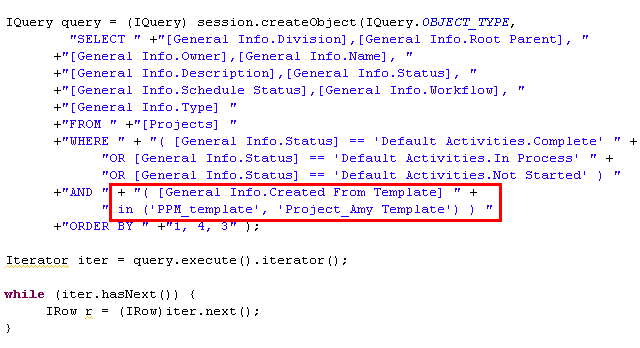 IQuery query = (IQuery) session.createObject(IQuery.OBJECT_TYPE,
"SELECT " +"[General Info.Division],[General Info.Root Parent], "
+"[General Info.Owner],[General Info.Name], "
+"[General Info.Description],[General Info.Status], "
+"[General Info.Schedule Status],[General Info.Workflow], "
+"[General Info.Type] "
+"FROM " +"[Projects] "
+"WHERE " + "( [General Info.Status] == 'Default Activities.Complete' " +
"OR [General Info.Status] == 'Default Activities.In Process' " +
"OR [General Info.Status] == 'Default Activities.Not Started' ) "
+"AND " + "( [General Info.Created From Template] " +
" in ('PPM_template', 'Project_Amy Template') ) "
+"ORDER BY " +"1, 4, 3" );
Iterator iter = query.execute().iterator();
while (iter.hasNext()) {
IRow r = (IRow)iter.next();
}